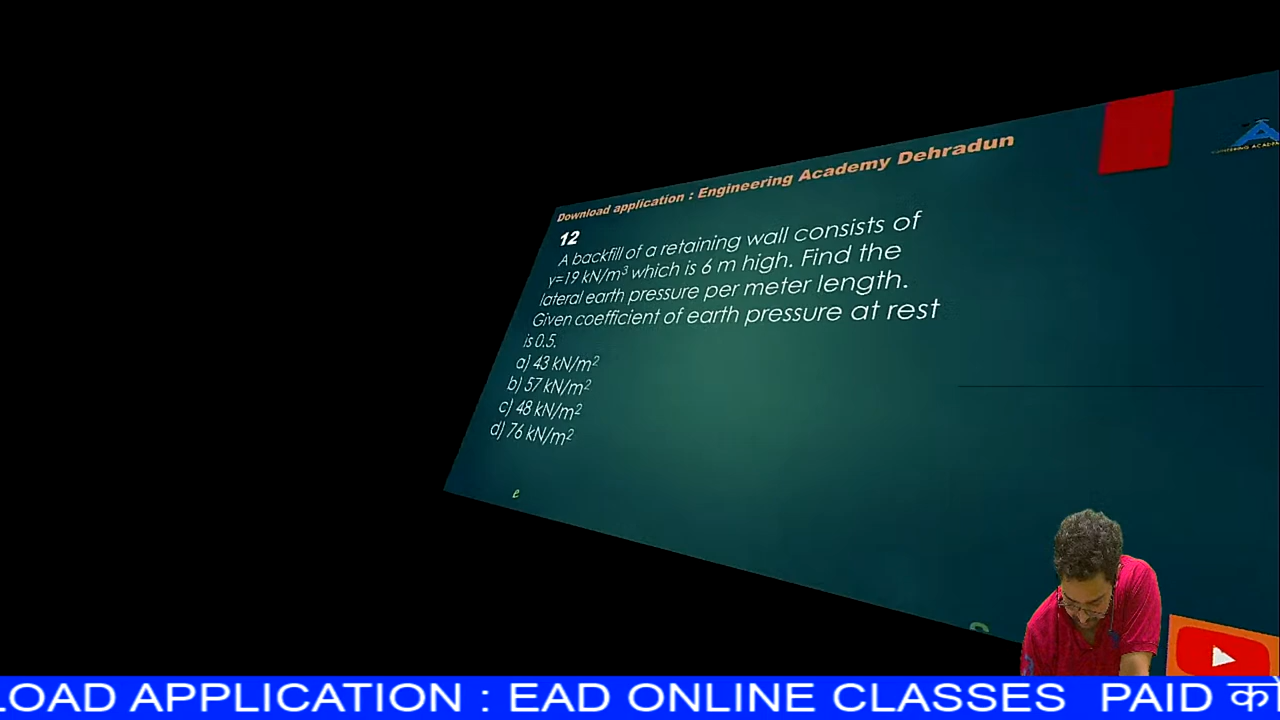 Download application : Engineering Academy Dehradun
12
A backfill of a retaining wall consists of
γ=19 kN/m³ which is 6 m high. Find the
lateral earth pressure per meter length.
Given coefficient of earth pressure at rest
is 0.5.
a) 43 kN/m²
b) 57 kN/m²
c) 48 kN/m²
d) 76 kN/m²
e
LOAD APPLICATION : EAD ONLINE CLASSES PAID को